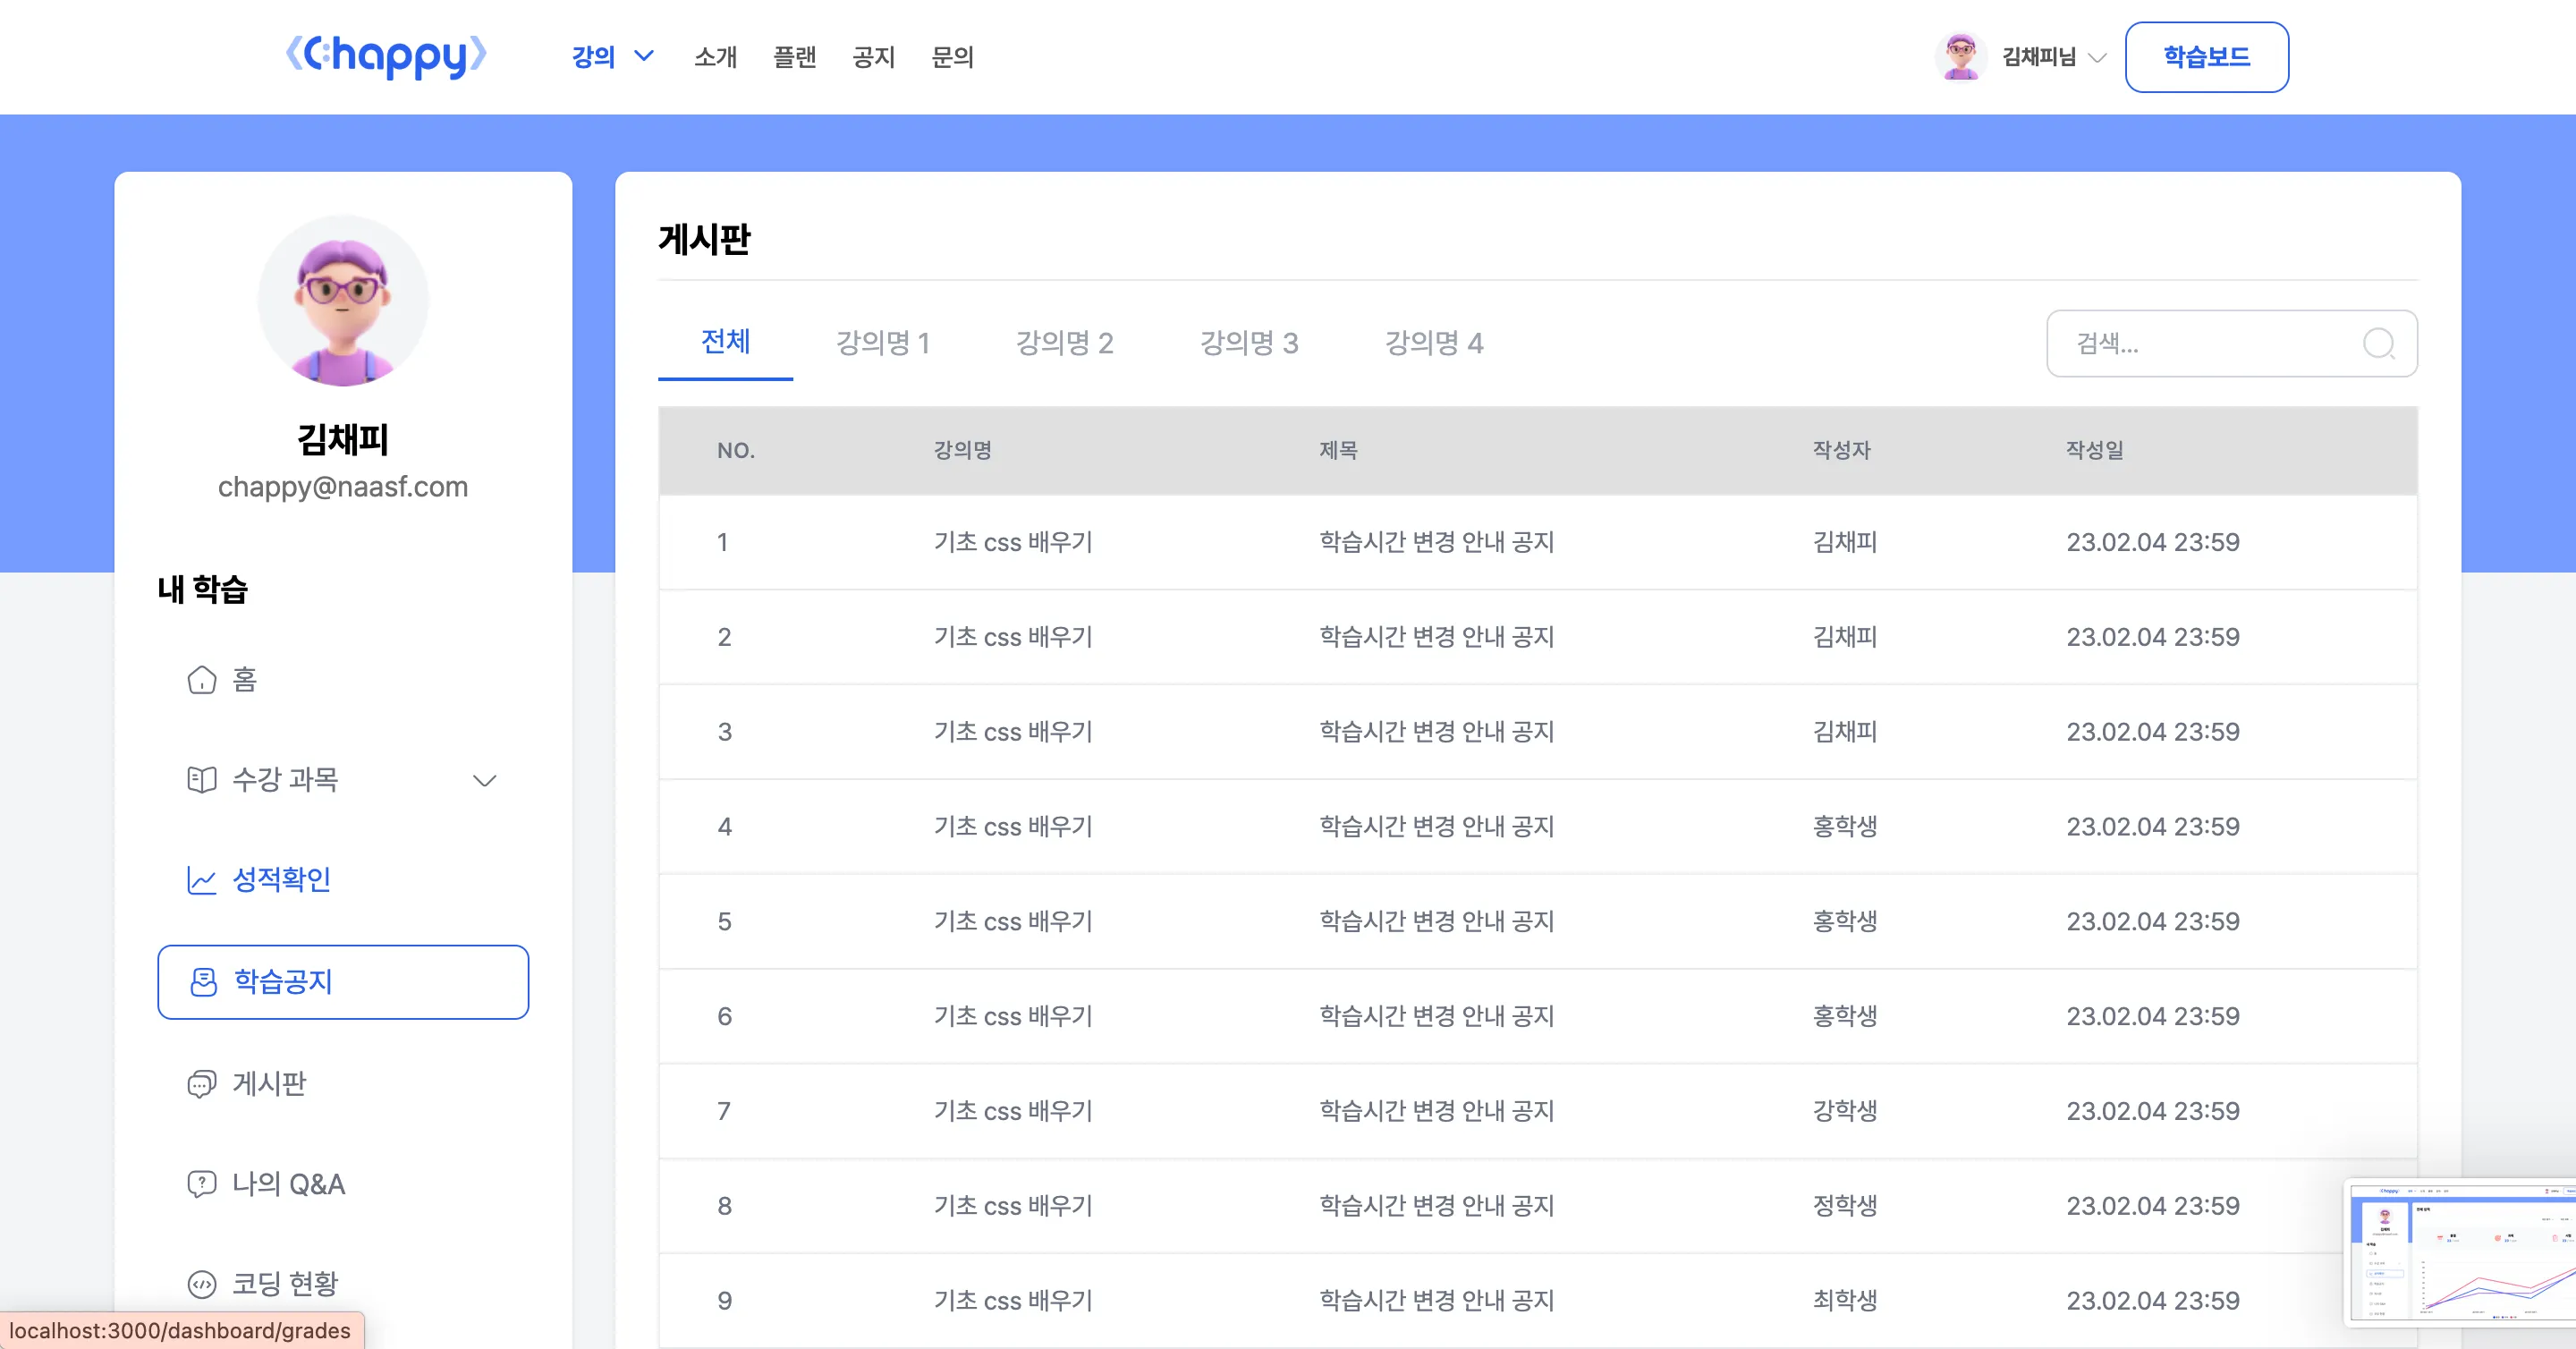 Chappy
강의 소개 플랜 공지 문의
김채피님 학습보드
김채피
chappy@naasf.com
내 학습
홈
수강 과목
성적확인
학습공지
게시판
나의 Q&A
코딩 현황
localhost:3000/dashboard/grades
게시판
전체 강의명 1 강의명 2 강의명 3 강의명 4 검색...
NO. 강의명 제목 작성자 작성일
1 기초 css 배우기 학습시간 변경 안내 공지 김채피 23.02.04 23:59
2 기초 css 배우기 학습시간 변경 안내 공지 김채피 23.02.04 23:59
3 기초 css 배우기 학습시간 변경 안내 공지 김채피 23.02.04 23:59
4 기초 css 배우기 학습시간 변경 안내 공지 홍학생 23.02.04 23:59
5 기초 css 배우기 학습시간 변경 안내 공지 홍학생 23.02.04 23:59
6 기초 css 배우기 학습시간 변경 안내 공지 홍학생 23.02.04 23:59
7 기초 css 배우기 학습시간 변경 안내 공지 강학생 23.02.04 23:59
8 기초 css 배우기 학습시간 변경 안내 공지 정학생 23.02.04 23:59
9 기초 css 배우기 학습시간 변경 안내 공지 최학생 23.02.04 23:59